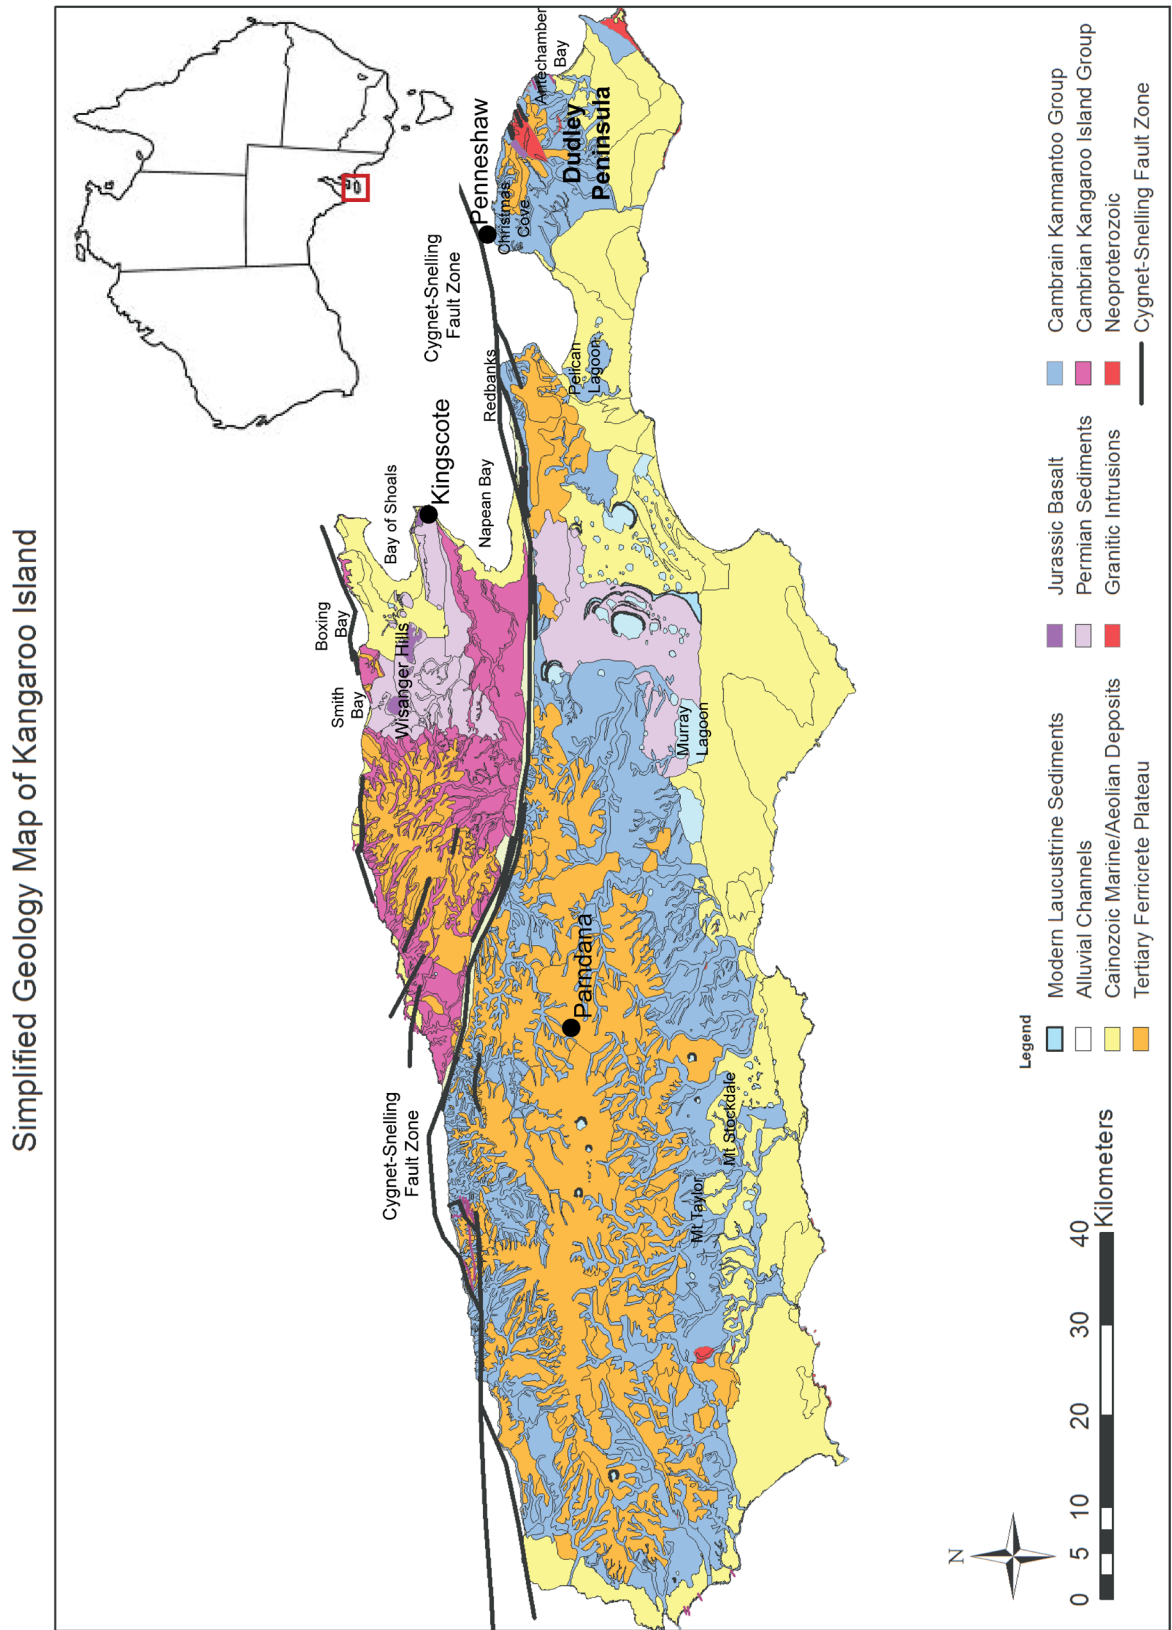 Simplified Geology Map of Kangaroo Island
Cygnet-Snelling
Fault Zone
Smith
Bay
Boxing
Bay
Wisanger Hills
Bay of Shoals
Kingscote
Napean Bay
Redbanks
Cygnet-Snelling
Fault Zone
Penneshaw
Christmas
Cove
Antechamber
Bay
Dudley
Peninsula
Pelican
Lagoon
Murray
Lagoon
Parndana
Mt Taylor
Mt Stockdale
N
0 5 10 20 30 40
Kilometers
Legend
Modern Laucustrine Sediments
Alluvial Channels
Cainozoic Marine/Aeolian Deposits
Tertiary Ferricrete Plateau
Jurassic Basalt
Permian Sediments
Granitic Intrusions
Cambrain Kanmantoo Group
Cambrian Kangaroo Island Group
Neoproterozoic
Cygnet-Snelling Fault Zone